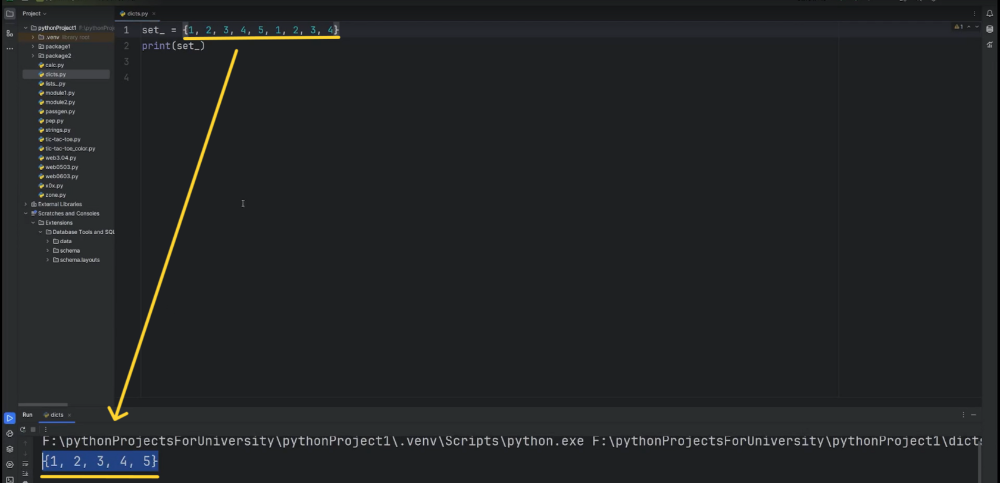 Project
dicts.py
pythonProject1 F:\pythonProje
.venv library root
package1
package2
calc.py
dicts.py
lists_.py
module1.py
module2.py
passgen.py
pep.py
strings.py
tic-tac-toe.py
tic-tac-toe_color.py
web3.04.py
web0503.py
web0603.py
x0x.py
zone.py
External Libraries
Scratches and Consoles
Extensions
Database Tools and SQL
data
schema
schema.layouts
1 set_ = {1, 2, 3, 4, 5, 1, 2, 3, 4}
2 print(set_)
3
4
1
Run dicts
F:\pythonProjectsForUniversity\pythonProject1\.venv\Scripts\python.exe F:\pythonProjectsForUniversity\pythonProject1\dicts
{1, 2, 3, 4, 5}